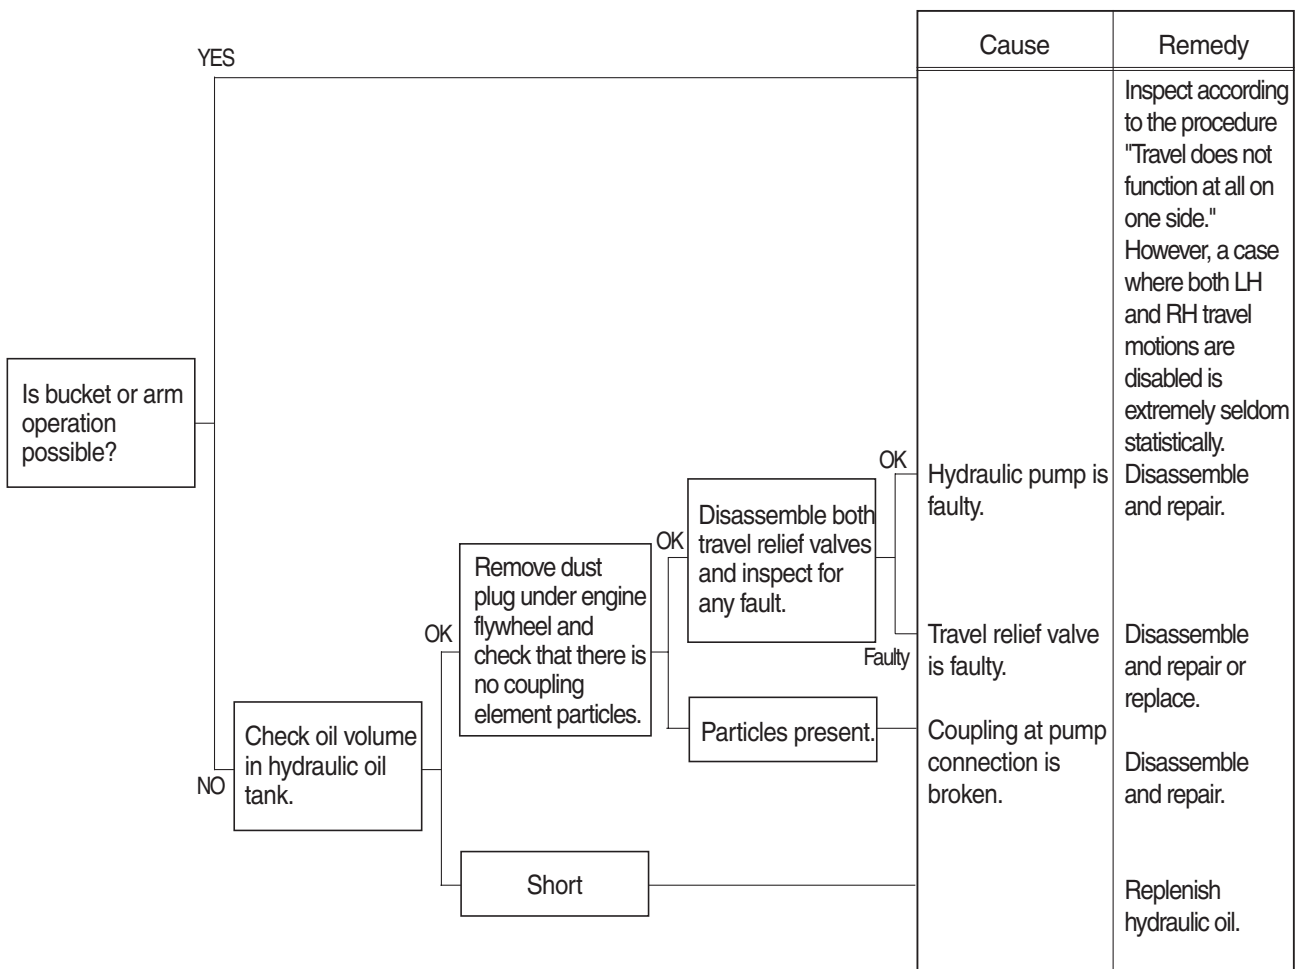 Cause
Remedy
YES
Inspect according
to the procedure
"Travel does not
function at all on
one side."
However, a case
where both LH
and RH travel
motions are
disabled is
extremely seldom
statistically.
Is bucket or arm
operation
possible?
NO
Check oil volume
in hydraulic oil
tank.
OK
Remove dust
plug under engine
flywheel and
check that there is
no coupling
element particles.
OK
Disassemble both
travel relief valves
and inspect for
any fault.
OK
Hydraulic pump is
faulty.
Disassemble
and repair.
Faulty
Travel relief valve
is faulty.
Disassemble
and repair or
replace.
Particles present.
Coupling at pump
connection is
broken.
Disassemble
and repair.
Short
Replenish
hydraulic oil.